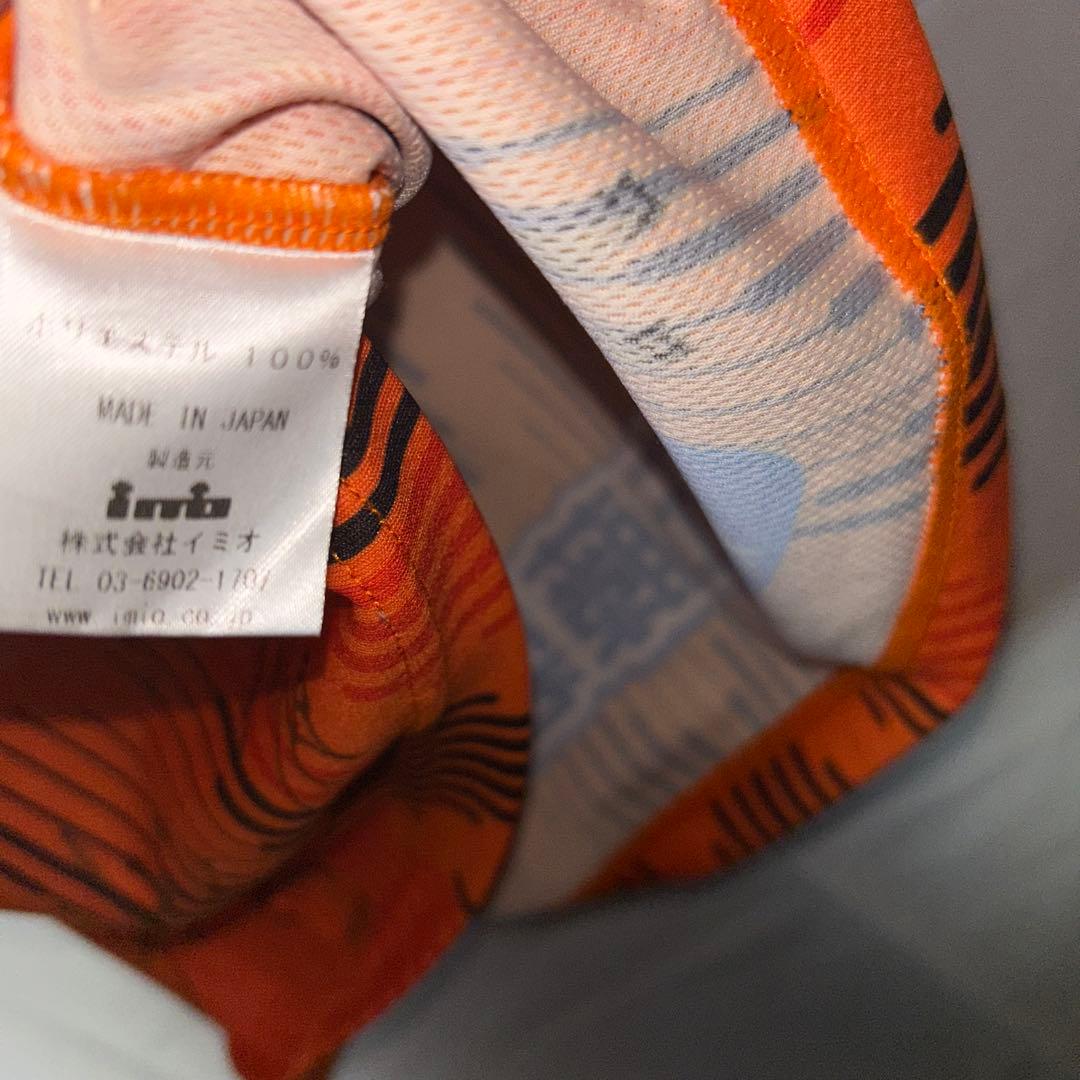 ポリエステル 100%
MADE IN JAPAN
製造元
imio
株式会社イミオ
TEL 03-6902-1707
www.imio.co.jp